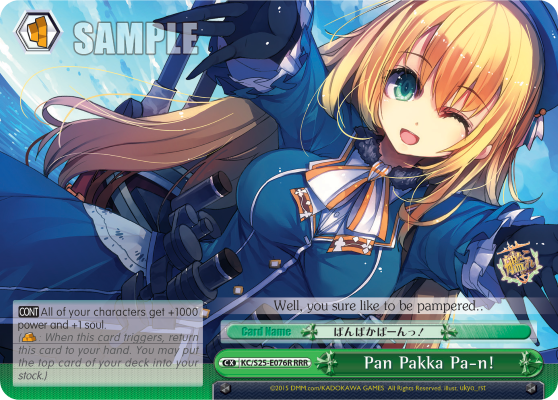 SAMPLE
Well, you sure like to be pampered..
CONT All of your characters get +1000
power and +1 soul
( : When this card triggers, return
this card to your hand. You may put
the top card of your deck into your
stock.)
Card Name
ぱんぱかぱーんっ！
CX KC/S25-E076R RRR
Pan Pakka Pa-n!
©2015 DMM.com/KADOKAWA GAMES All Rights Reserved. illust. ukyo_rst